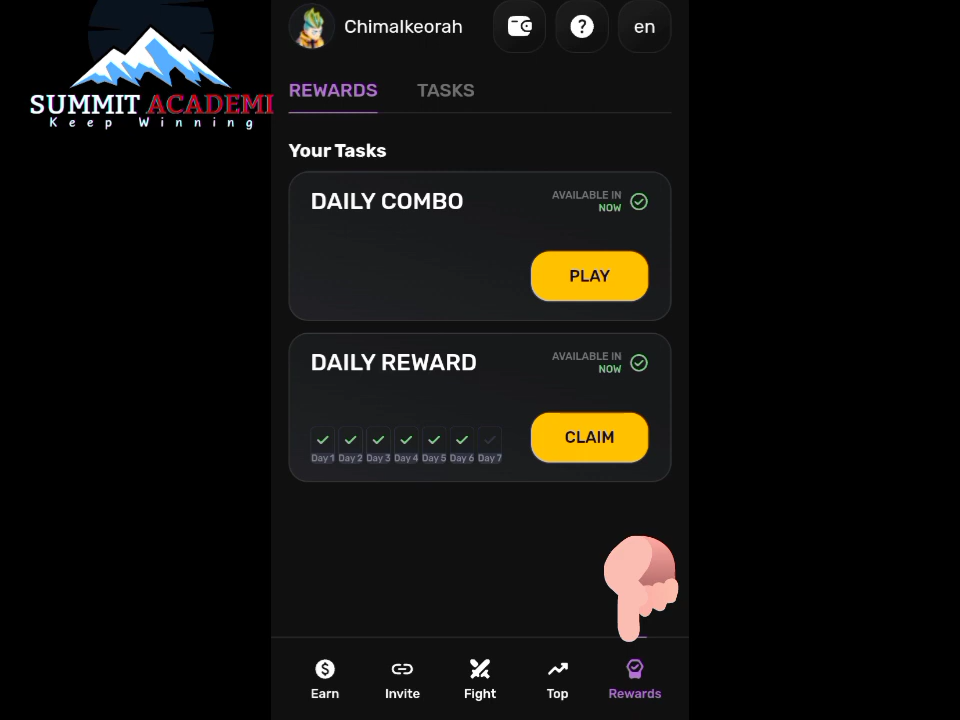 SUMMIT ACADEMI
Keep Winning
Chimalkeorah
en
REWARDS
TASKS
Your Tasks
DAILY COMBO
AVAILABLE IN
NOW
PLAY
DAILY REWARD
AVAILABLE IN
NOW
Day 1 Day 2 Day 3 Day 4 Day 5 Day 6 Day 7
CLAIM
Earn
Invite
Fight
Top
Rewards